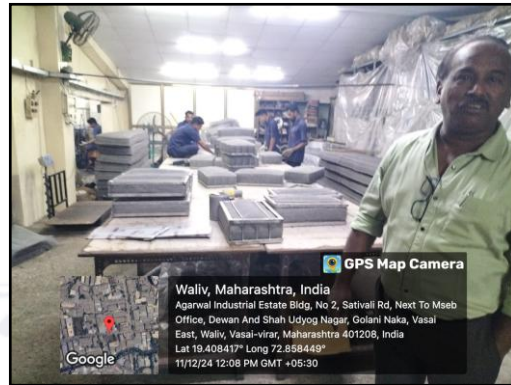 GPS Map Camera
Waliv, Maharashtra, India
Agarwal Industrial Estate Bldg, No 2, Sativali Rd, Next To Mseb
Office, Dewan And Shah Udyog Nagar, Golani Naka, Vasai
East, Waliv, Vasai-virar, Maharashtra 401208, India
Lat 19.408417° Long 72.858449°
11/12/24 12:08 PM GMT +05:30
Google